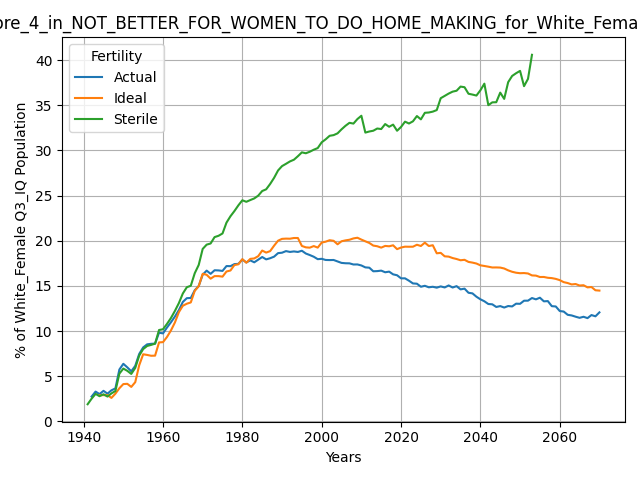 ore_4_in_NOT_BETTER_FOR_WOMEN_TO_DO_HOME_MAKING_for_White_Fema
Fertility
Actual
Ideal
Sterile
% of White_Female Q3_IQ Population
40
35
30
25
20
15
10
5
0
1940 1960 1980 2000 2020 2040 2060
Years